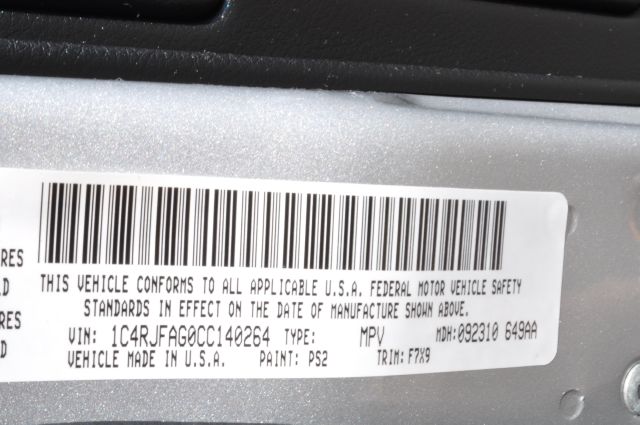 RES
D
RES
D
THIS VEHICLE CONFORMS TO ALL APPLICABLE U.S.A. FEDERAL MOTOR VEHICLE SAFETY
STANDARDS IN EFFECT ON THE DATE OF MANUFACTURE SHOWN ABOVE.
VIN: 1C4RJFAG0CC140264 TYPE: MPV MDH: 092310 649AA
VEHICLE MADE IN U.S.A. PAINT: PS2 TRIM: F7X9